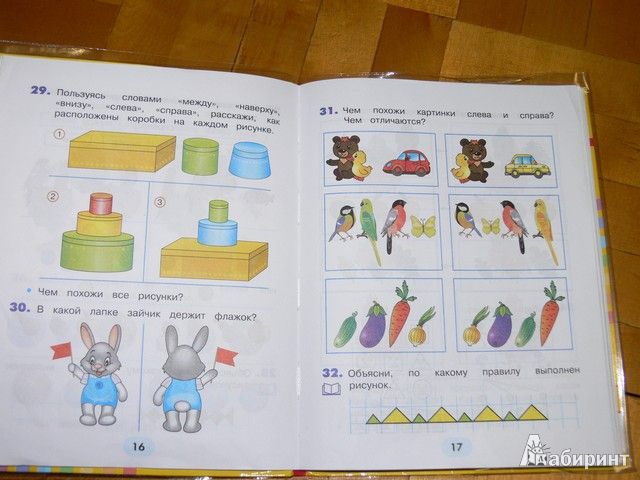 29. Пользуясь словами «между», «наверху»,
«внизу», «слева», «справа», расскажи, как
расположены коробки на каждом рисунке.
1
2
3
• Чем похожи все рисунки?
30. В какой лапке зайчик держит флажок?
16
31. Чем похожи картинки слева и справа?
Чем отличаются?
32. Объясни, по какому правилу выполнен
рисунок.
17
Лабиринт